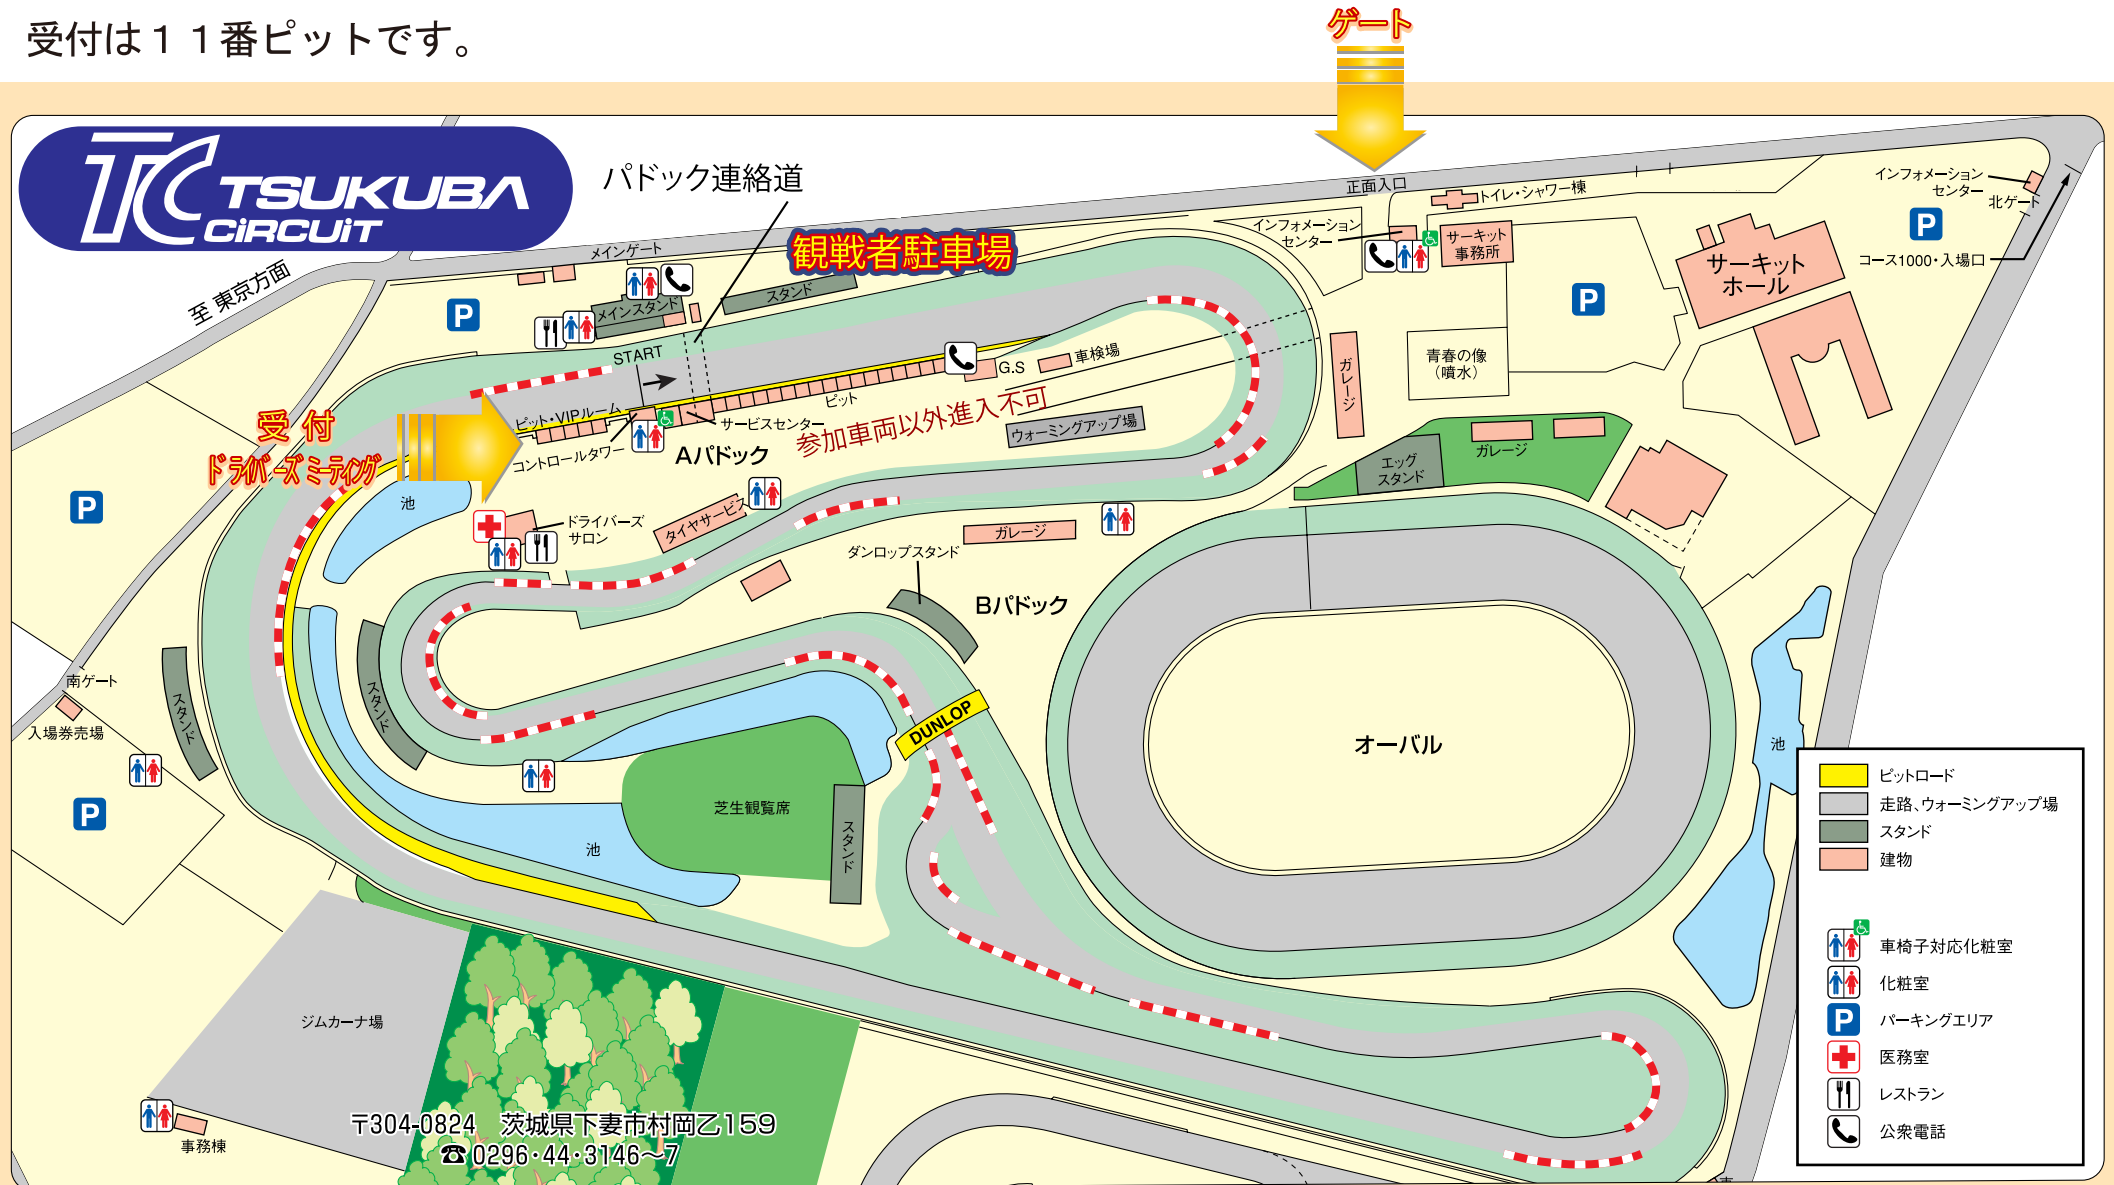 受付は１１番ピットです。
ゲート
TC TSUKUBA
CiRCUiT
パドック連絡道
正面入口
トイレ・シャワー棟
インフォメーション
センター
北ゲート
P
インフォメーション
センター
サーキット
事務所
サーキット
ホール
コース1000・入場口
至 東京方面
メインゲート
観戦者駐車場
スタンド
メインスタンド
P
P
START
ピット・VIPルーム
コントロールタワー
サービスセンター
ピット
G.S
車検場
参加車両以外進入不可
ウォーミングアップ場
Aパドック
ガレージ
青春の像
（噴水）
受 付
ドライバーズ ミーティング
P
池
ドライバーズ
サロン
タイヤサービス
エッグ
スタンド
ガレージ
ガレージ
ダンロップスタンド
Bパドック
南ゲート
入場券売場
スタンド
スタンド
P
DUNLOP
オーバル
芝生観覧席
スタンド
池
池
ジムカーナ場
事務棟
〒304-0824 茨城県下妻市村岡乙159
☎0296・44・3146〜7
ピットロード
走路、ウォーミングアップ場
スタンド
建物
車椅子対応化粧室
化粧室
P パーキングエリア
医務室
レストラン
公衆電話